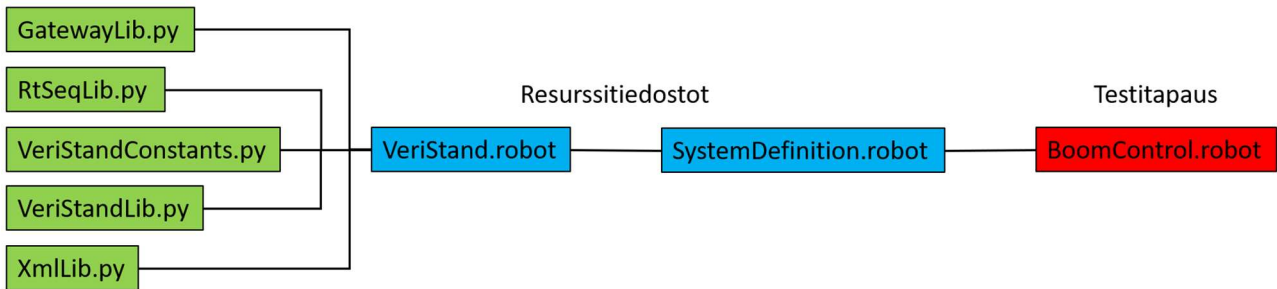 GatewayLib.py
RtSeqLib.py
VeriStandConstants.py
VeriStandLib.py
XmlLib.py
Resurssitiedostot
VeriStand.robot
SystemDefinition.robot
Testitapaus
BoomControl.robot